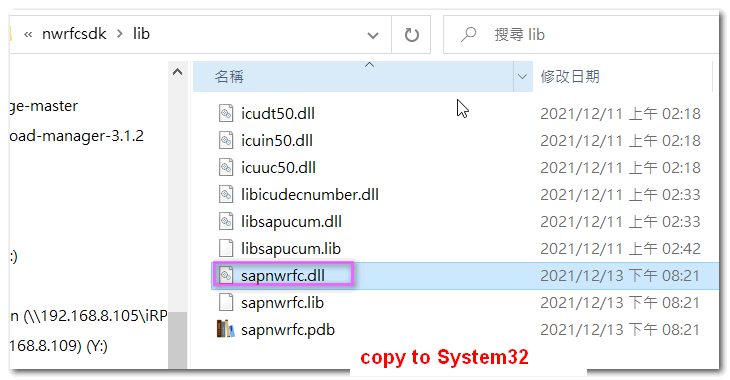 « nwrfcsdk > lib
搜尋 lib
名稱 修改日期
ge-master
oad-manager-3.1.2
:)
n (\\192.168.8.105\iRP
168.8.109) (Y:)
icudt50.dll 2021/12/11 上午 02:18
icuin50.dll 2021/12/11 上午 02:18
icuuc50.dll 2021/12/11 上午 02:18
libicudecnumber.dll 2021/12/11 上午 02:33
libsapucum.dll 2021/12/11 上午 02:33
libsapucum.lib 2021/12/11 上午 02:42
sapnwrfc.dll 2021/12/13 下午 08:21
sapnwrfc.lib 2021/12/13 下午 08:21
sapnwrfc.pdb 2021/12/13 下午 08:21
copy to System32